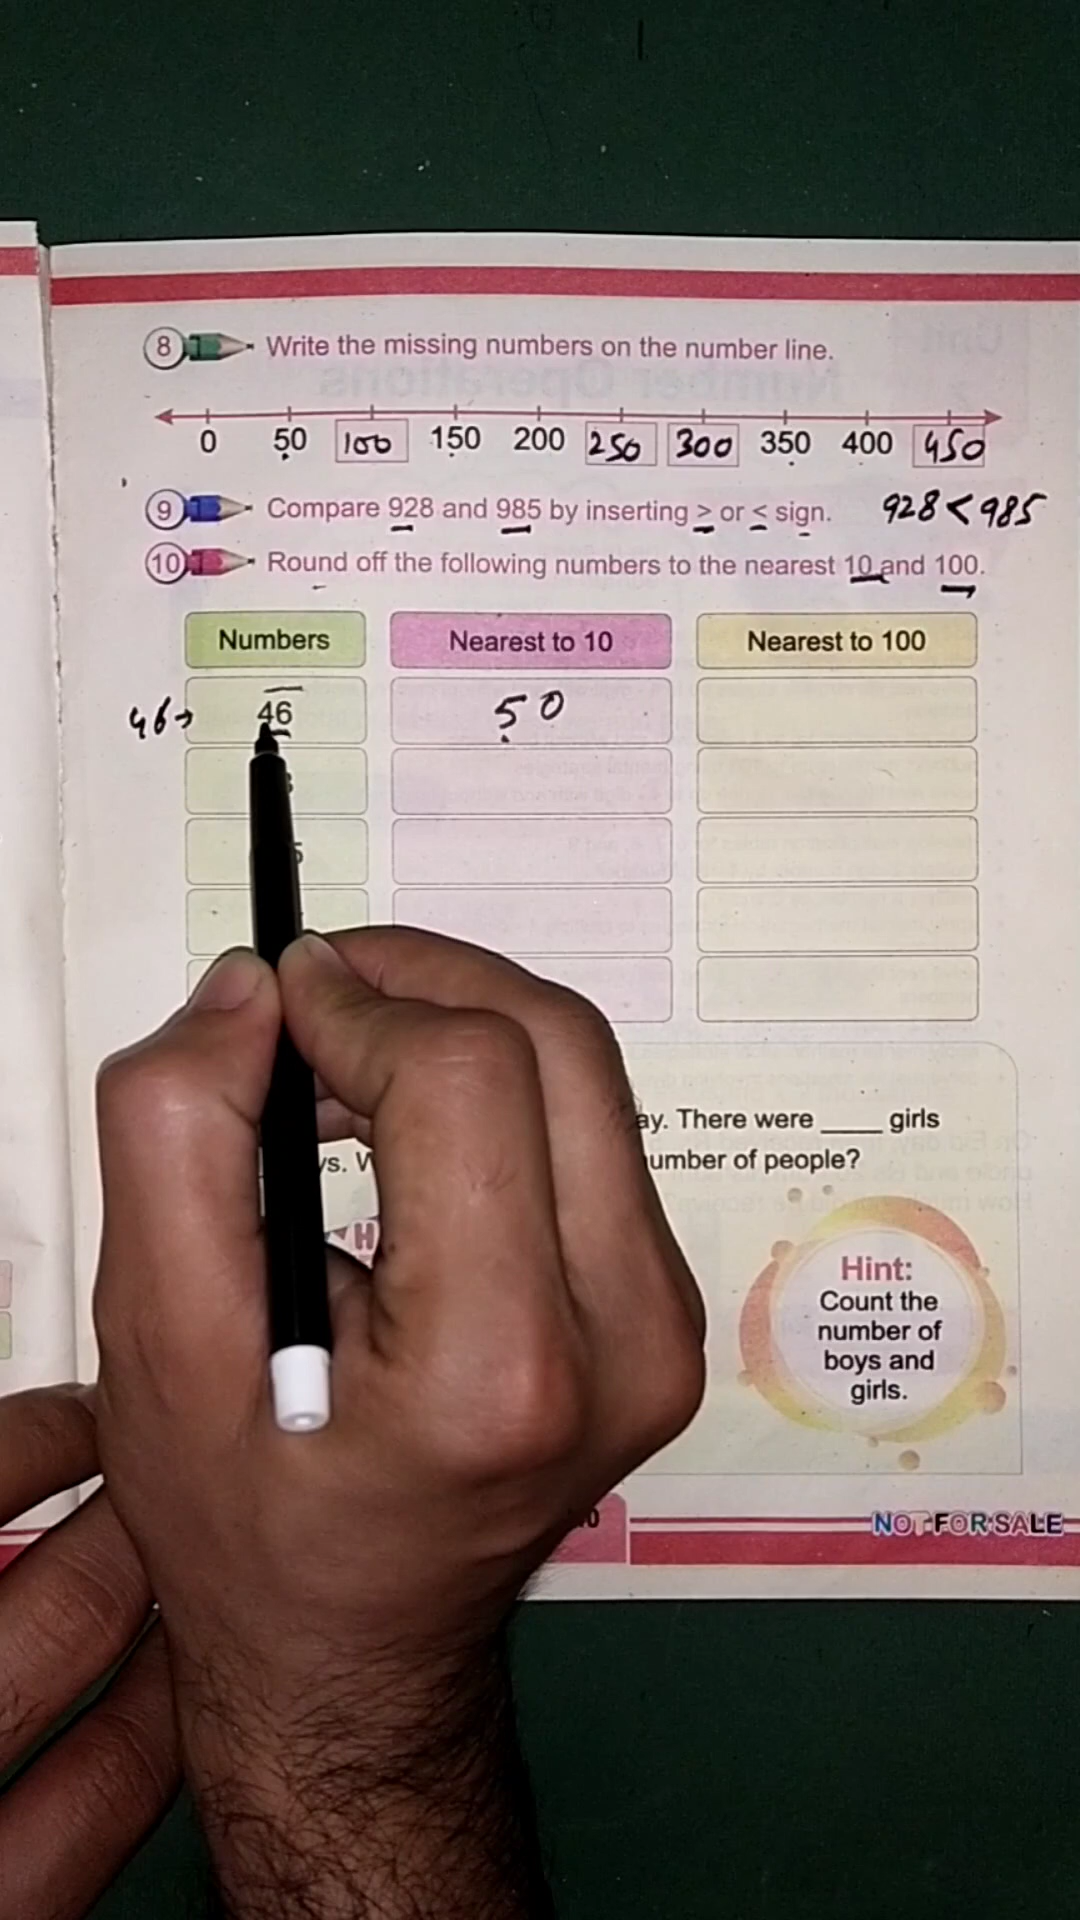 8 Write the missing numbers on the number line.
0 50 100 150 200 250 300 350 400 450
9 Compare 928 and 985 by inserting > or < sign. 928 < 985
10 Round off the following numbers to the nearest 10 and 100.
Numbers Nearest to 10 Nearest to 100
46→ 46 50
ay. There were _____ girls
umber of people?
Hint:
Count the
number of
boys and
girls.
NOT FOR SALE